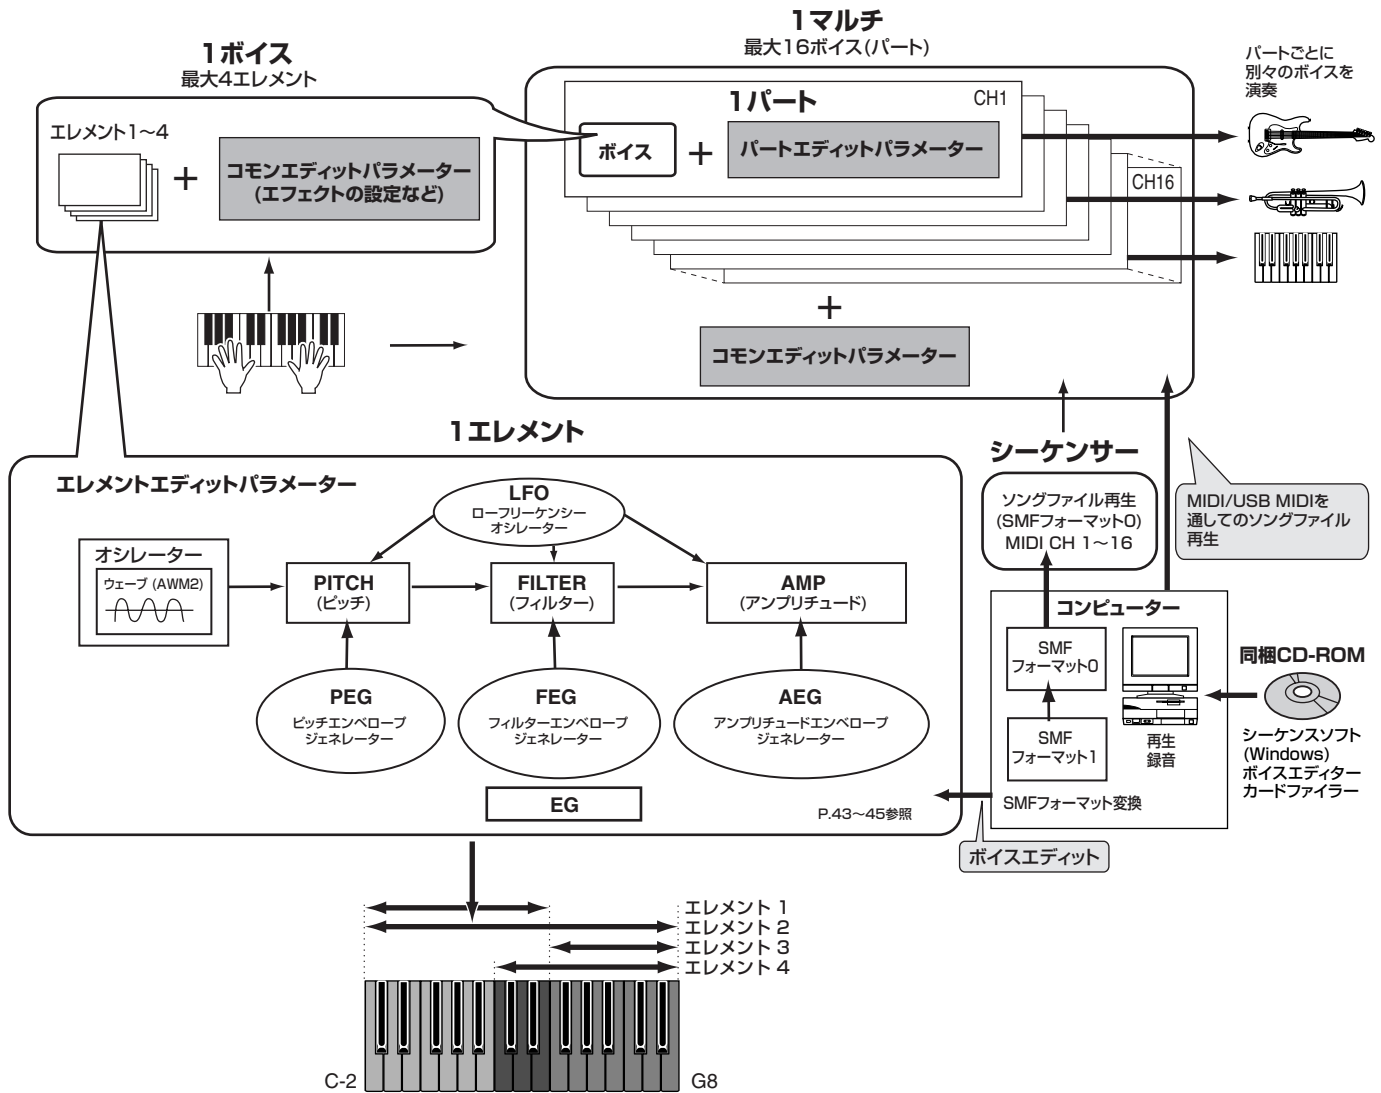 1マルチ
最大16ボイス(パート)
1ボイス
最大4エレメント
パートごとに
別々のボイスを
演奏
エレメント1～4
+
コモンエディットパラメーター
(エフェクトの設定など)
1パート
CH1
ボイス
+
パートエディットパラメーター
CH16
+
コモンエディットパラメーター
1エレメント
エレメントエディットパラメーター
LFO
ローフリーケンシー
オシレーター
オシレーター
ウェーブ (AWM2)
PITCH
(ピッチ)
FILTER
(フィルター)
AMP
(アンプリチュード)
PEG
ピッチエンベロープ
ジェネレーター
FEG
フィルターエンベロープ
ジェネレーター
AEG
アンプリチュードエンベロープ
ジェネレーター
EG
P.43～45参照
シーケンサー
ソングファイル再生
(SMFフォーマット0)
MIDI CH 1～16
MIDI/USB MIDIを
通してのソングファイル
再生
コンピューター
SMF
フォーマット0
SMF
フォーマット1
再生
録音
SMFフォーマット変換
同梱CD-ROM
シーケンスソフト
(Windows)
ボイスエディター
カードファイラー
ボイスエディット
エレメント 1
エレメント 2
エレメント 3
エレメント 4
C-2
G8